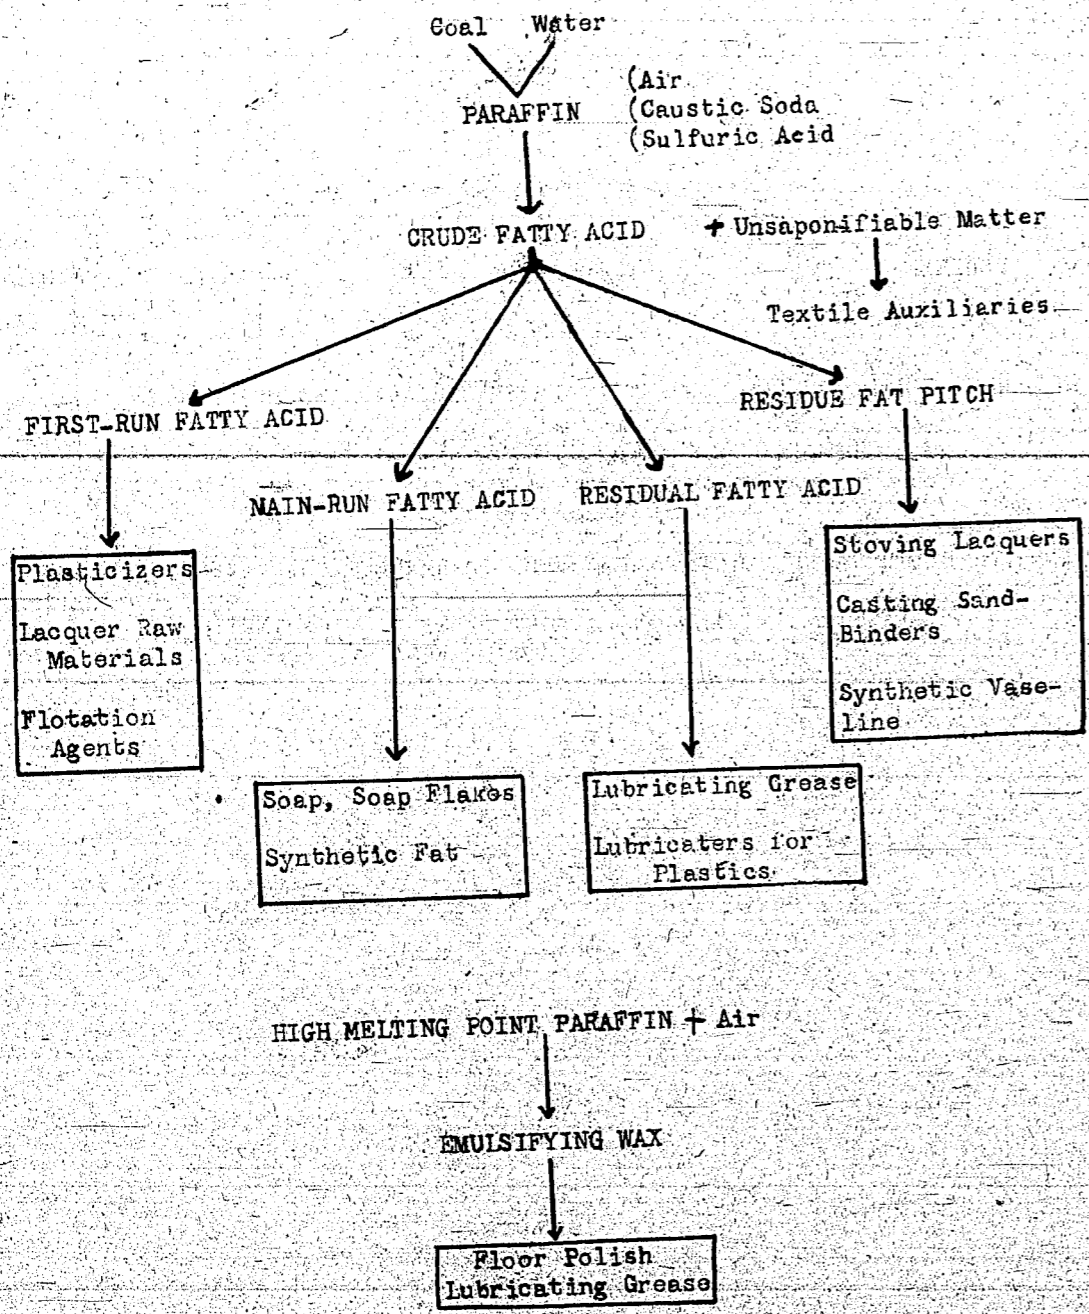 Coal Water
(Air
PARAFFIN (Caustic Soda
(Sulfuric Acid
CRUDE FATTY ACID + Unsaponifiable Matter
Textile Auxiliaries
FIRST-RUN FATTY ACID
RESIDUE FAT PITCH
MAIN-RUN FATTY ACID
RESIDUAL FATTY ACID
Plasticizers
Lacquer Raw
Materials
Flotation
Agents
Stoving Lacquers
Casting Sand-
Binders
Synthetic Vase-
line
Soap, Soap Flakes
Synthetic Fat
Lubricating Grease
Lubricaters for
Plastics
HIGH MELTING POINT PARAFFIN + Air
EMULSIFYING WAX
Floor Polish
Lubricating Grease